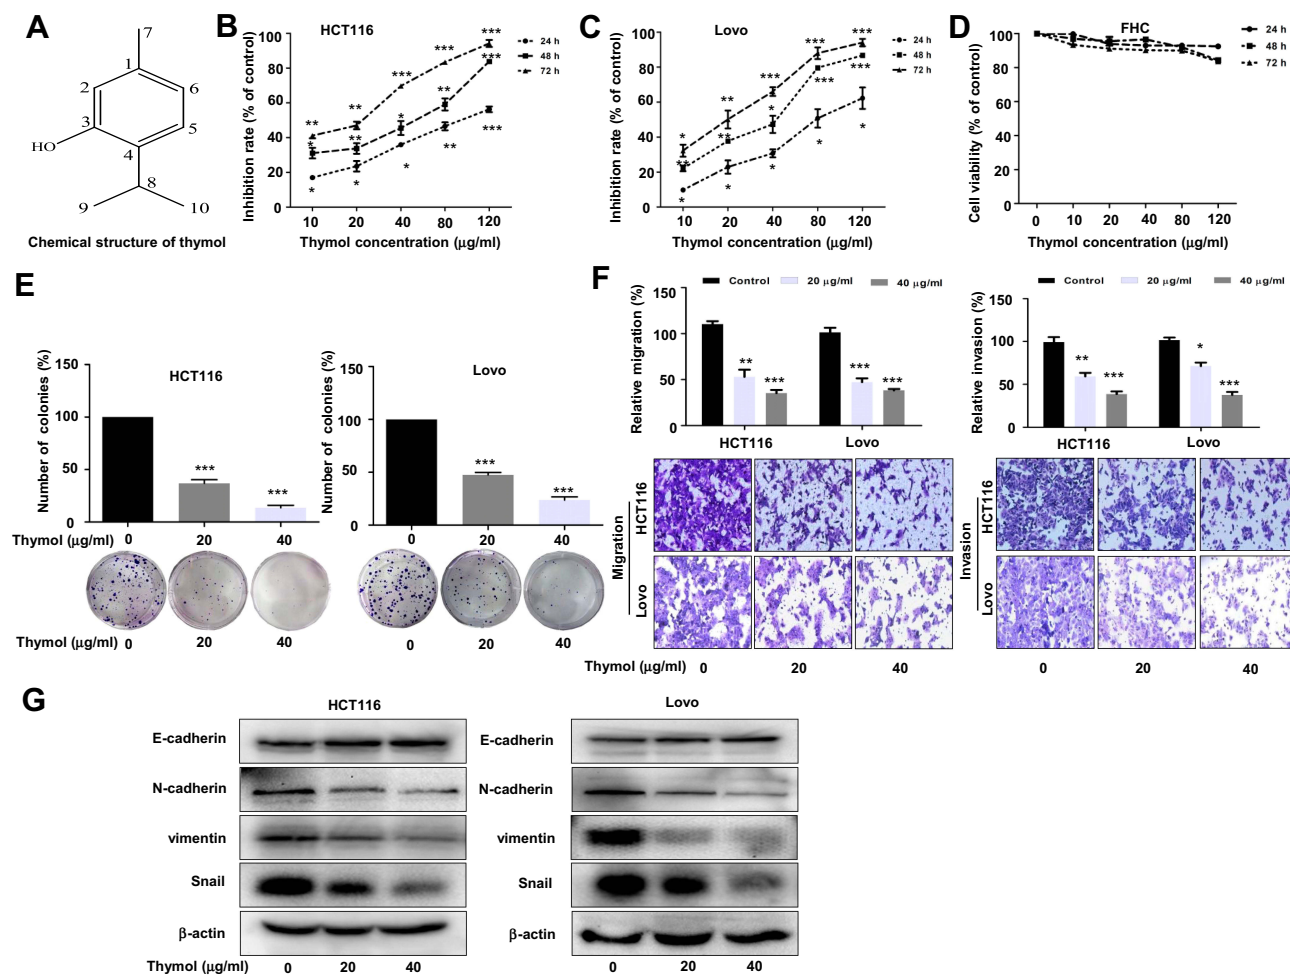 A
7
1
2
6
3
5
HO
4
8
9
10
Chemical structure of thymol
B
HCT116
Inhibition rate (% of control)
100
80
60
40
20
0
10 20 40 80 120
Thymol concentration (μg/ml)
24 h
48 h
72 h
** ** *** *** ***
* ** * ** ***
* * * ** ***
C
Lovo
Inhibition rate (% of control)
100
80
60
40
20
0
10 20 40 80 120
Thymol concentration (μg/ml)
24 h
48 h
72 h
* ** *** *** ***
** ** * *** ***
* * * * *
D
FHC
Cell viability (% of control)
100
80
60
40
20
0
0 10 20 40 80 120
Thymol concentration (μg/ml)
24 h
48 h
72 h
E
Number of colonies (%)
150
100
50
0
HCT116
*** ***
0 20 40
Thymol (μg/ml)
Number of colonies (%)
150
100
50
0
Lovo
*** ***
0 20 40
Thymol (μg/ml) 0 20 40
0 20 40
F
Control 20 μg/ml 40 μg/ml
Relative migration (%)
150
100
50
0
** *** *** ***
HCT116 Lovo
Control 20 μg/ml 40 μg/ml
Relative invasion (%)
150
100
50
0
** *** * ***
HCT116 Lovo
Migration
HCT116
Lovo
Thymol (μg/ml) 0 20 40
Invasion
HCT116
Lovo
0 20 40
G
HCT116
E-cadherin
N-cadherin
vimentin
Snail
β-actin
Thymol (μg/ml) 0 20 40
Lovo
E-cadherin
N-cadherin
vimentin
Snail
β-actin
0 20 40